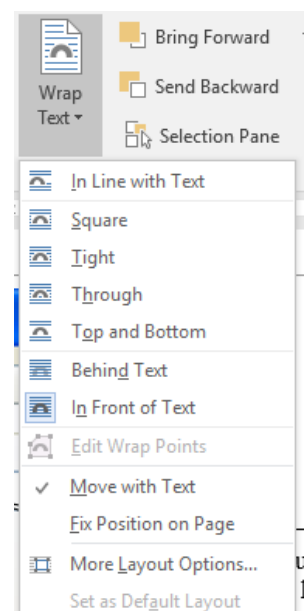 Wrap
Text
Bring Forward
Send Backward
Selection Pane
In Line with Text
Square
Tight
Through
Top and Bottom
Behind Text
In Front of Text
Edit Wrap Points
Move with Text
Fix Position on Page
More Layout Options...
Set as Default Layout